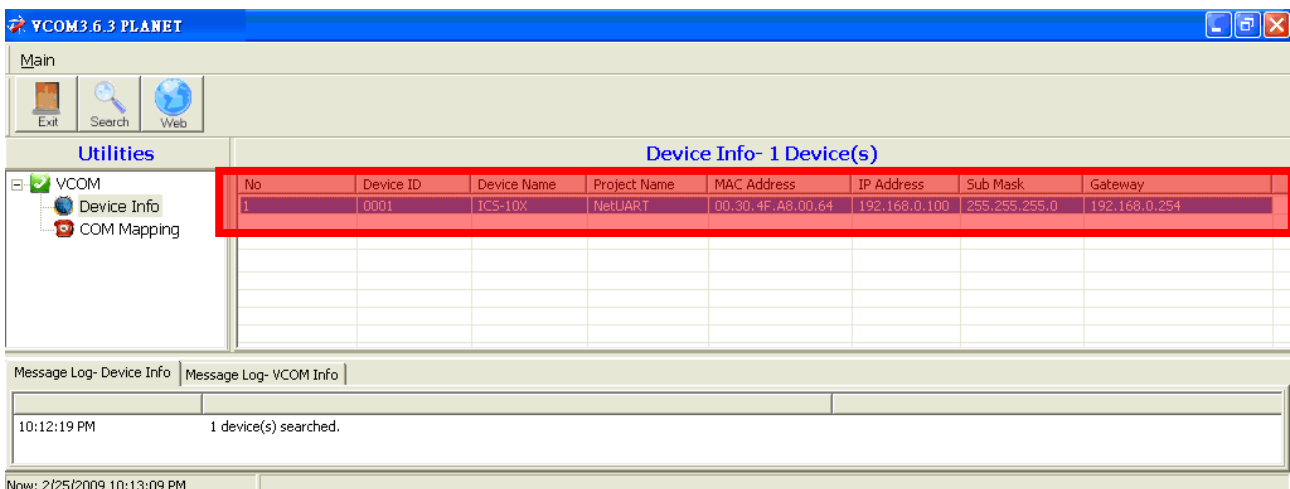 VCOM3.6.3 PLANET
Main
Exit Search Web
Utilities Device Info- 1 Device(s)
VCOM
Device Info
COM Mapping
No Device ID Device Name Project Name MAC Address IP Address Sub Mask Gateway
1 0001 ICS-10X NetUART 00.30.4F.A8.00.64 192.168.0.100 255.255.255.0 192.168.0.254
Message Log- Device Info Message Log- VCOM Info
10:12:19 PM 1 device(s) searched.
Now: 2/25/2009 10:13:09 PM